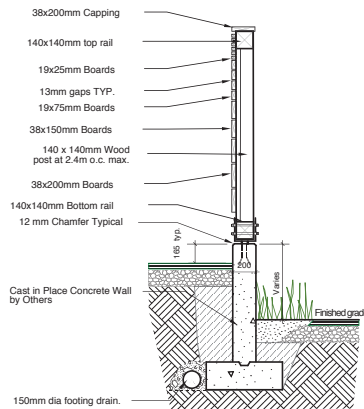 38x200mm Capping
140x140mm top rail
19x25mm Boards
13mm gaps TYP.
19x75mm Boards
38x150mm Boards
140 x 140mm Wood
post at 2.4m o.c. max.
38x200mm Boards
140x140mm Bottom rail
12 mm Chamfer Typical
165 typ.
200
Varies
Cast in Place Concrete Wall
by Others
Finished grad
150mm dia footing drain.